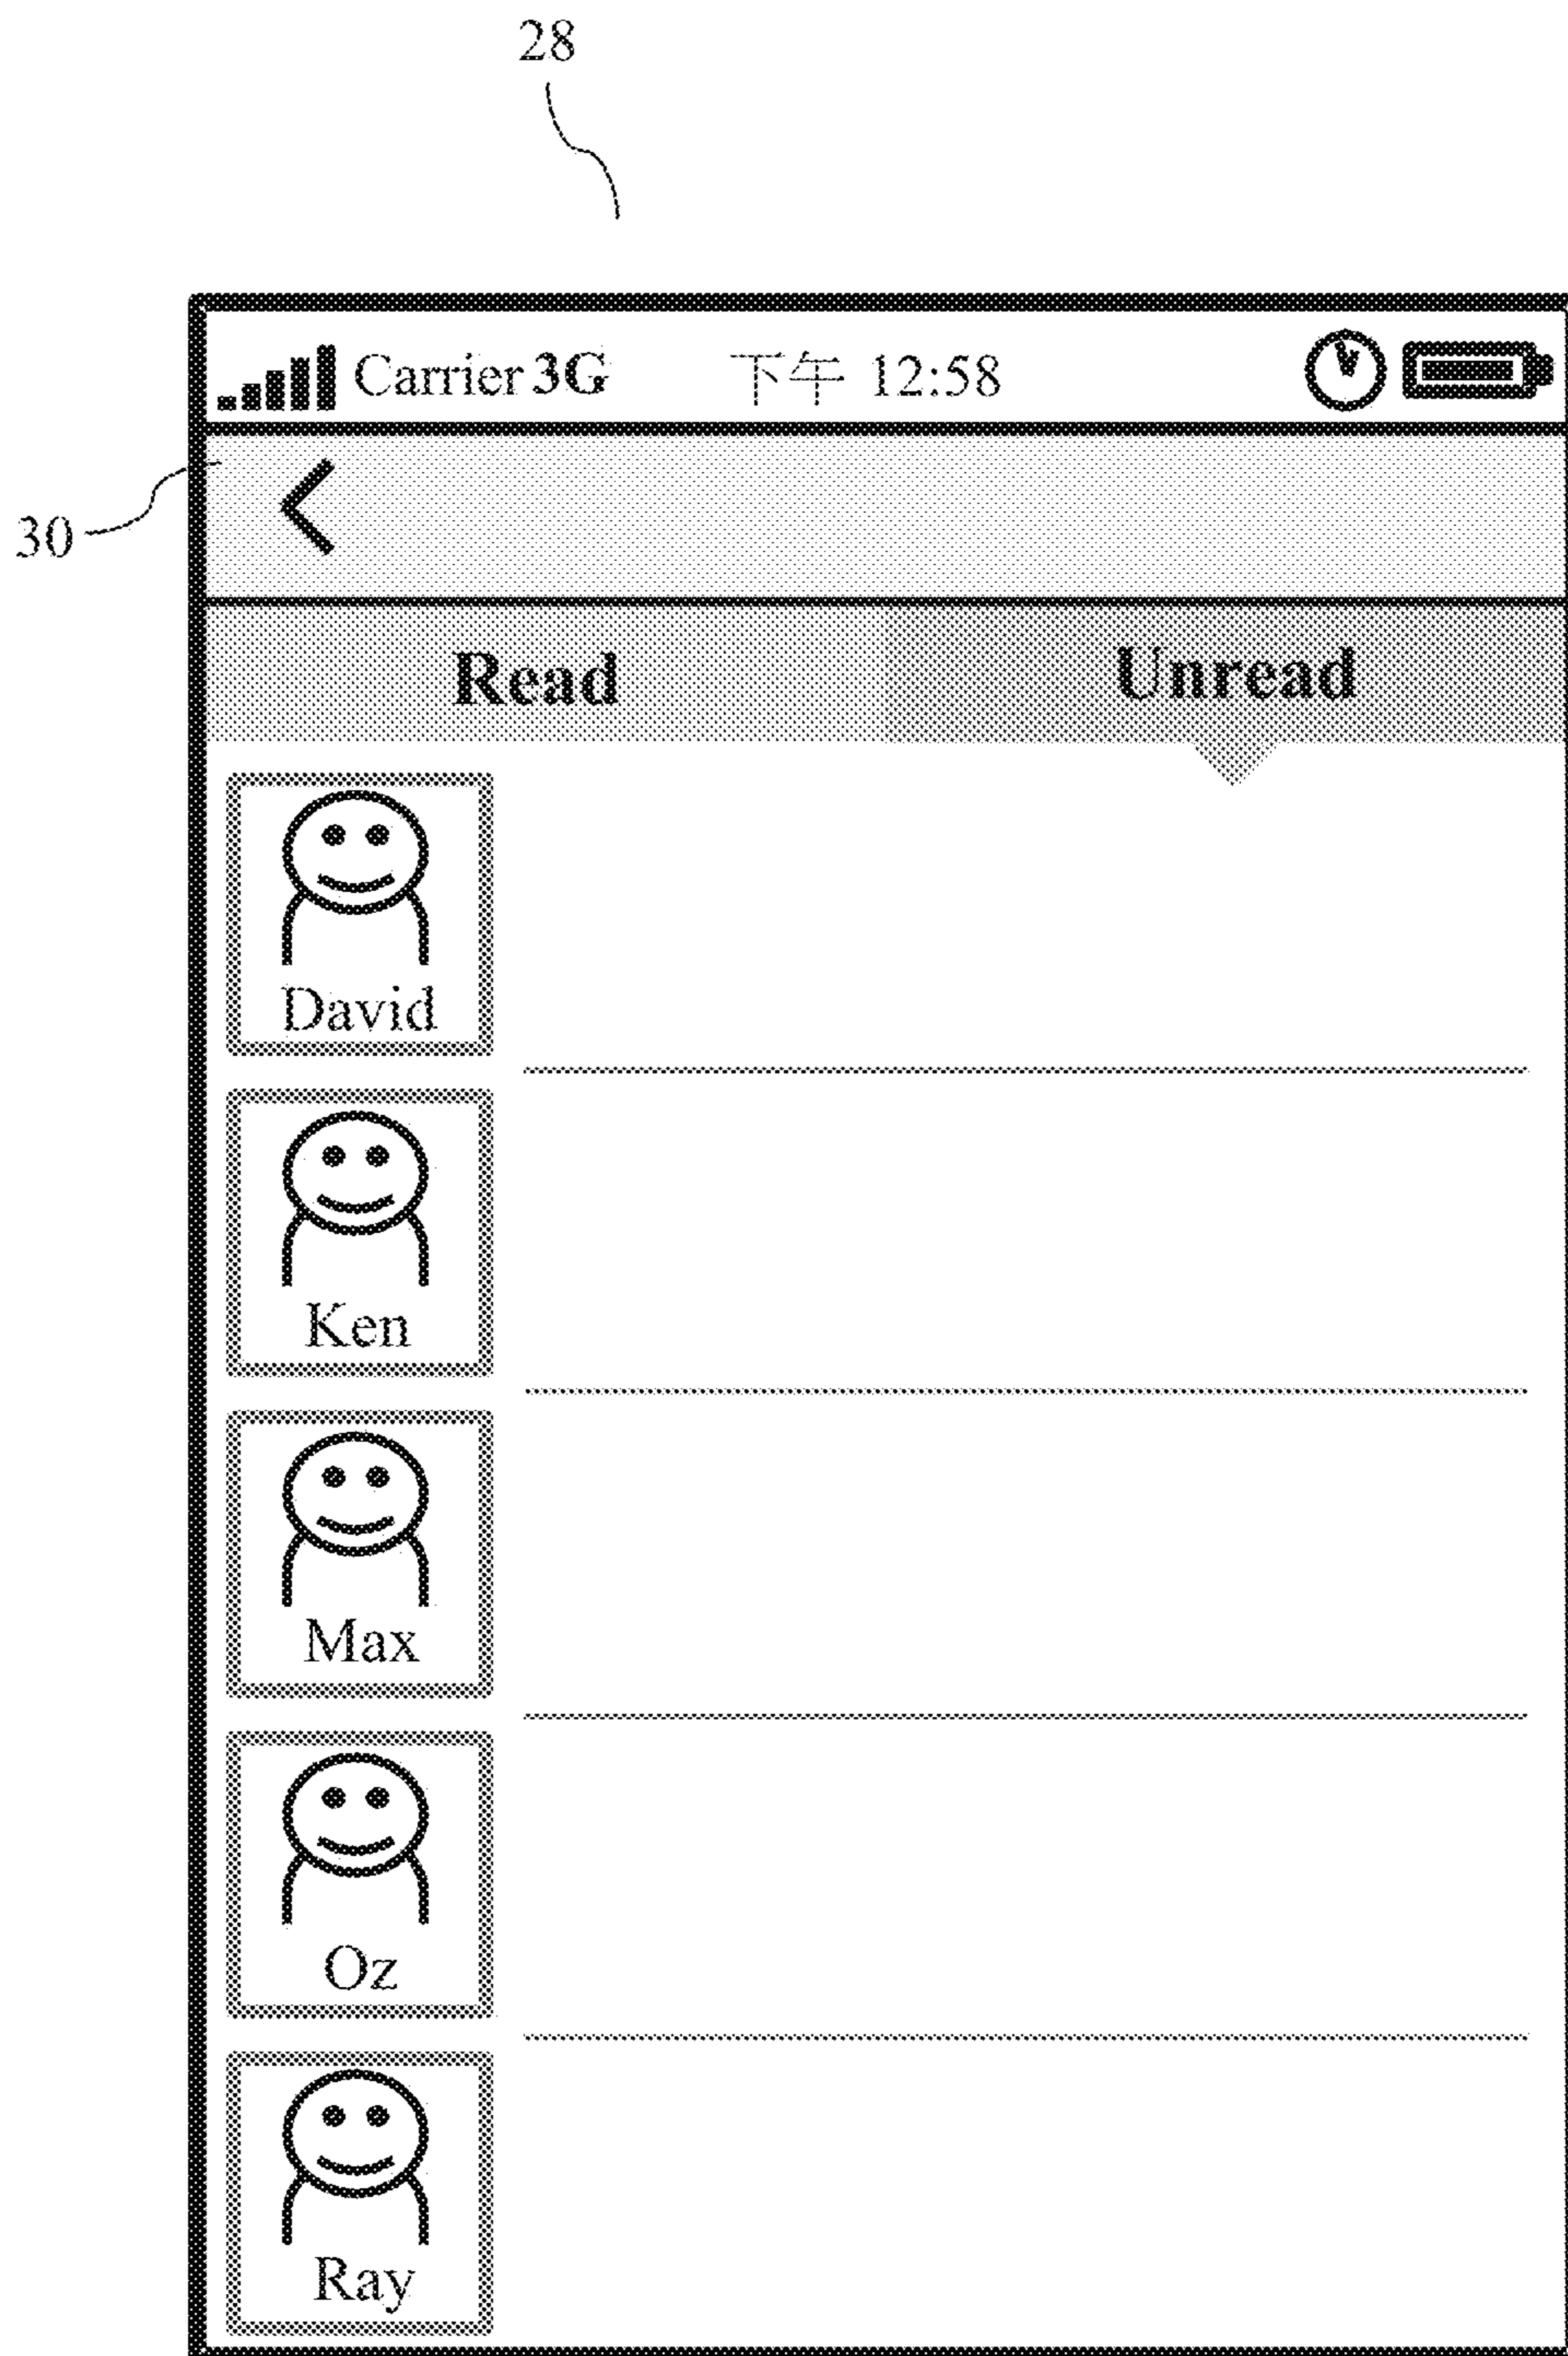 28
Carrier 3G 下午 12:58
30
Read Unread
David
Ken
Max
Oz
Ray